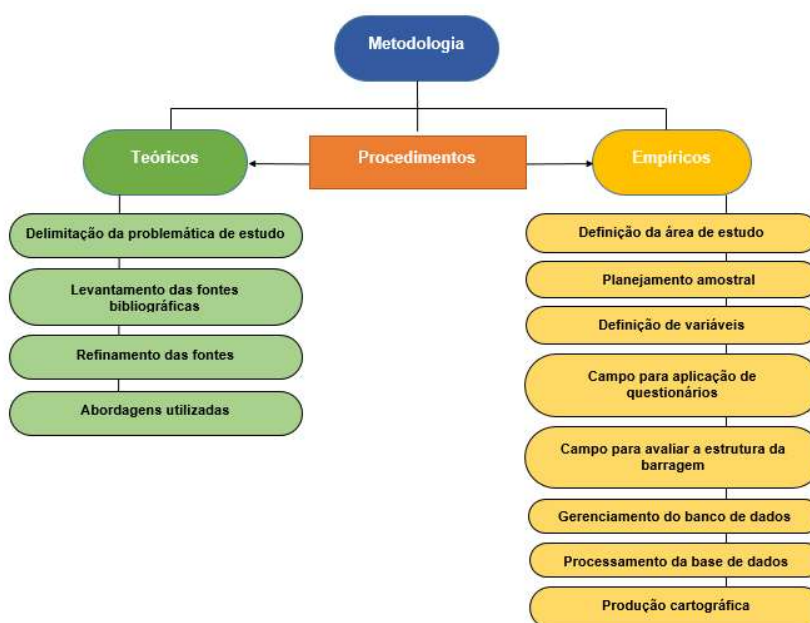 Metodologia
Teóricos
Procedimentos
Empíricos
Delimitação da problemática de estudo
Levantamento das fontes
bibliográficas
Refinamento das fontes
Abordagens utilizadas
Definição da área de estudo
Planejamento amostral
Definição de variáveis
Campo para aplicação de
questionários
Campo para avaliar a estrutura da
barragem
Gerenciamento do banco de dados
Processamento da base de dados
Produção cartográfica